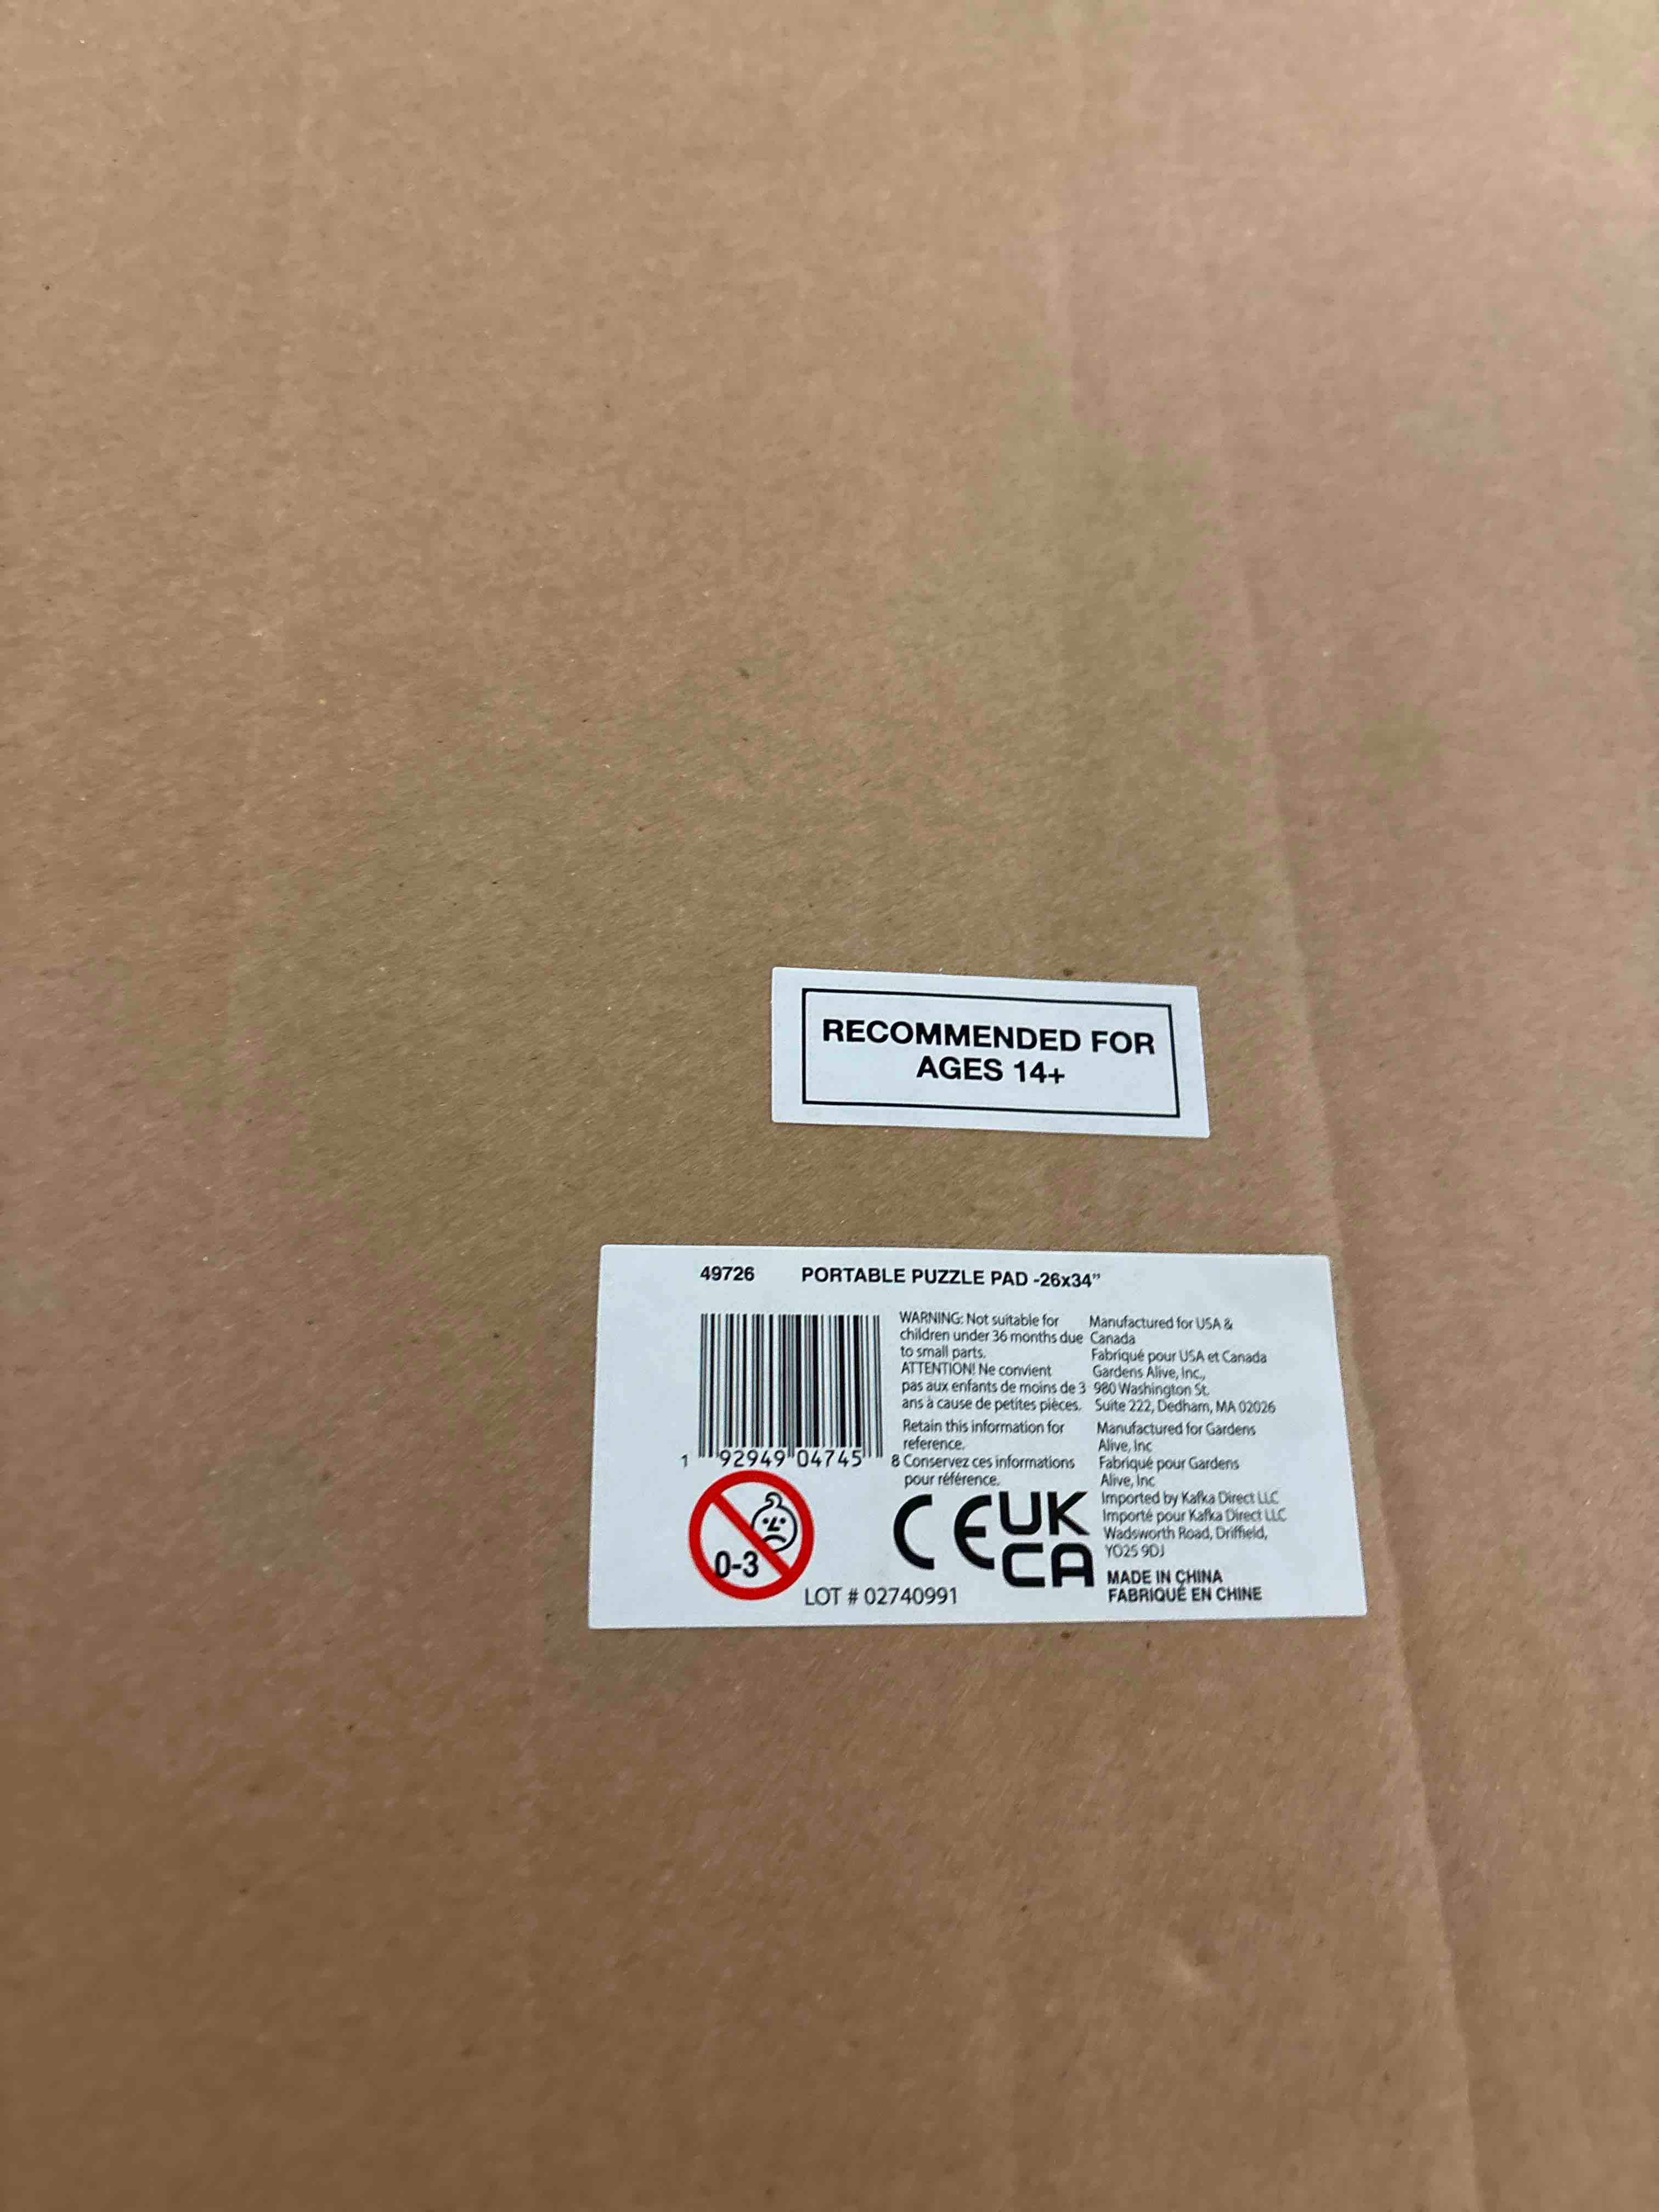 RECOMMENDED FOR
AGES 14+
49726 PORTABLE PUZZLE PAD -26x34”
WARNING: Not suitable for
children under 36 months due
to small parts.
ATTENTION! Ne convient
pas aux enfants de moins de 3
ans à cause de petites pièces.
Retain this information for
reference.
Conservez ces informations
pour référence.
Manufactured for USA &
Canada
Fabriqué pour USA et Canada
Gardens Alive, Inc.,
980 Washington St.
Suite 222, Dedham, MA 02026
Manufactured for Gardens
Alive, Inc
Fabriqué pour Gardens
Alive, Inc
Imported by Kafka Direct LLC
Importé pour Kafka Direct LLC
Wadsworth Road, Driffield,
YO25 9DJ
MADE IN CHINA
FABRIQUÉ EN CHINE
1 92949 04745 8
0-3
CE UK
CA
LOT # 02740991